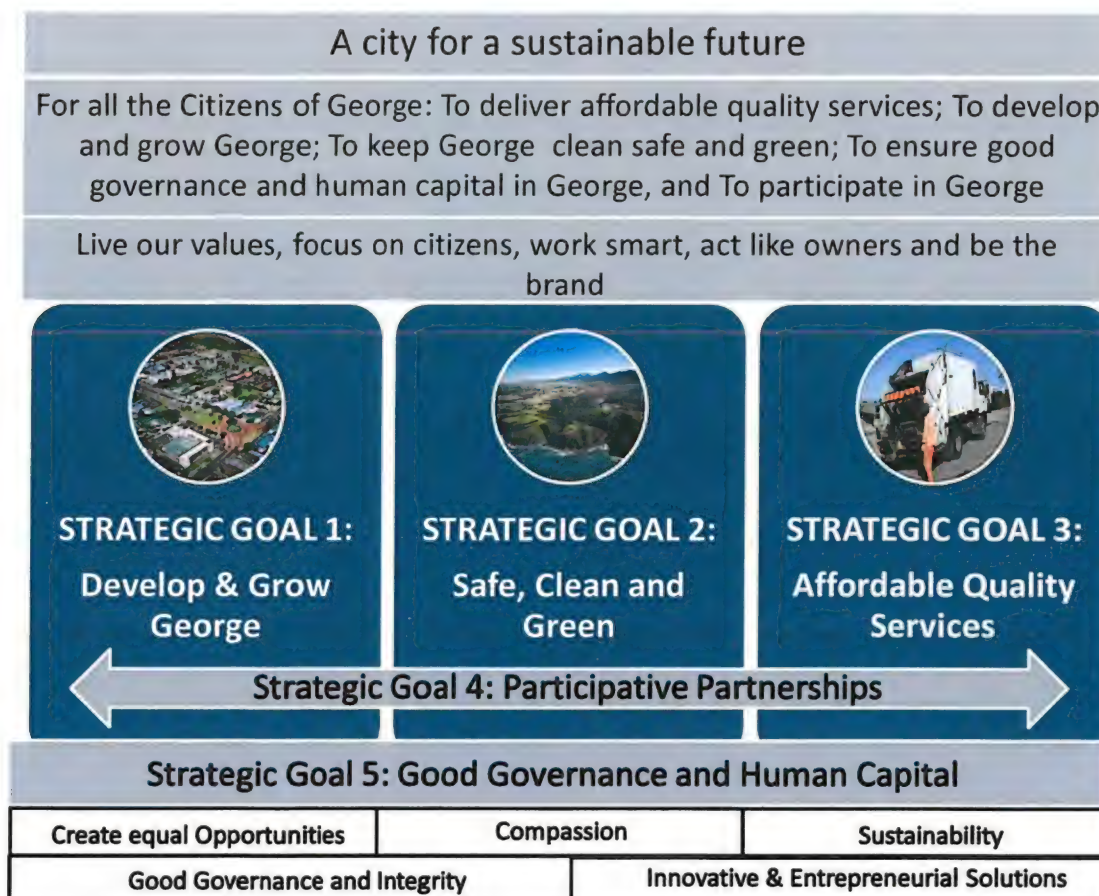 A city for a sustainable future
For all the Citizens of George: To deliver affordable quality services; To develop
and grow George; To keep George clean safe and green; To ensure good
governance and human capital in George, and To participate in George
Live our values, focus on citizens, work smart, act like owners and be the
brand
STRATEGIC GOAL 1:
Develop & Grow
George
STRATEGIC GOAL 2:
Safe, Clean and
Green
STRATEGIC GOAL 3:
Affordable Quality
Services
Strategic Goal 4: Participative Partnerships
Strategic Goal 5: Good Governance and Human Capital
Create equal Opportunities
Compassion
Sustainability
Good Governance and Integrity
Innovative & Entrepreneurial Solutions